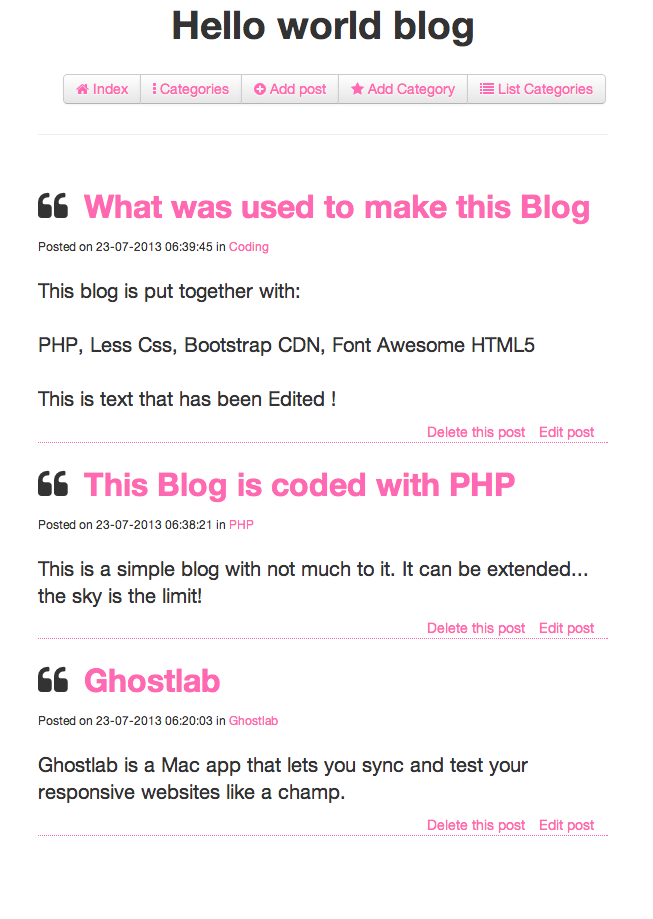 Hello world blog
Index Categories Add post Add Category List Categories
What was used to make this Blog
Posted on 23-07-2013 06:39:45 in Coding
This blog is put together with:
PHP, Less Css, Bootstrap CDN, Font Awesome HTML5
This is text that has been Edited !
Delete this post Edit post
This Blog is coded with PHP
Posted on 23-07-2013 06:38:21 in PHP
This is a simple blog with not much to it. It can be extended...
the sky is the limit!
Delete this post Edit post
Ghostlab
Posted on 23-07-2013 06:20:03 in Ghostlab
Ghostlab is a Mac app that lets you sync and test your
responsive websites like a champ.
Delete this post Edit post